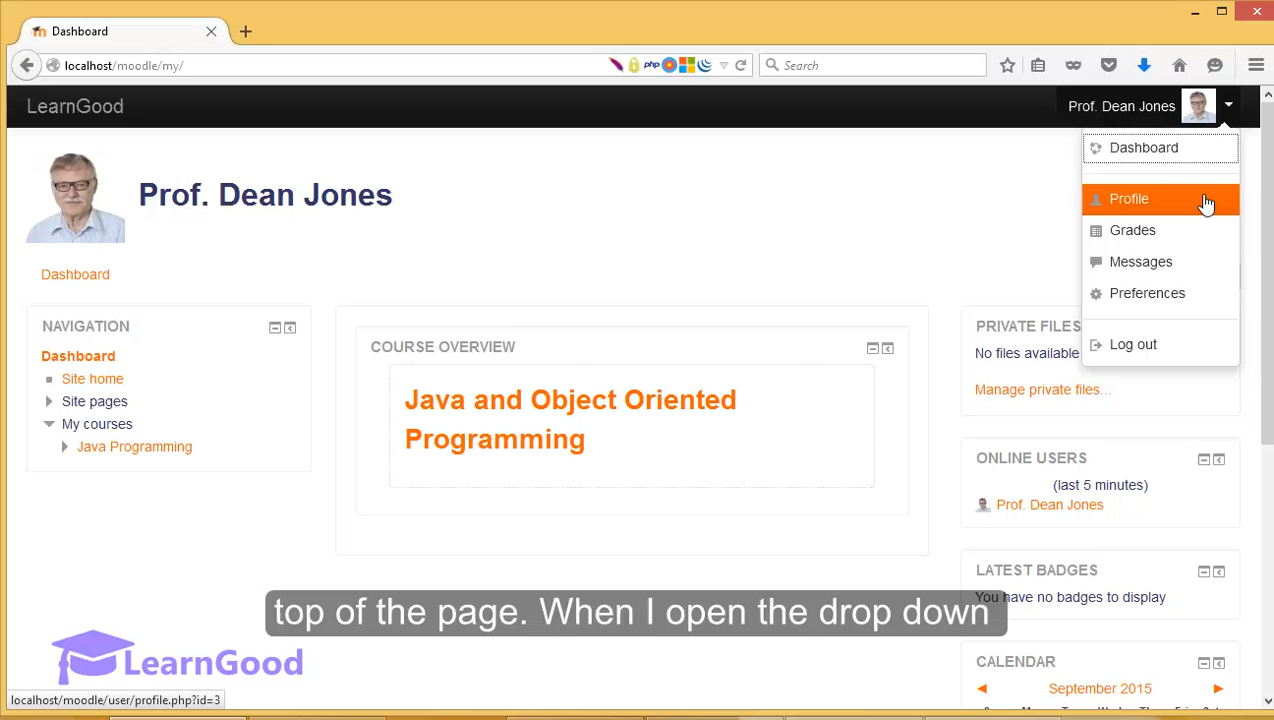 Dashboard
localhost/moodle/my/
php
Search
LearnGood
Prof. Dean Jones
Dashboard
Profile
Grades
Messages
Preferences
Log out
Prof. Dean Jones
Dashboard
NAVIGATION
Dashboard
Site home
Site pages
My courses
Java Programming
COURSE OVERVIEW
Java and Object Oriented
Programming
PRIVATE FILES
No files available
Manage private files...
ONLINE USERS
(last 5 minutes)
Prof. Dean Jones
LATEST BADGES
You have no badges to display
CALENDAR
September 2015
top of the page. When I open the drop down
LearnGood
localhost/moodle/user/profile.php?id=3